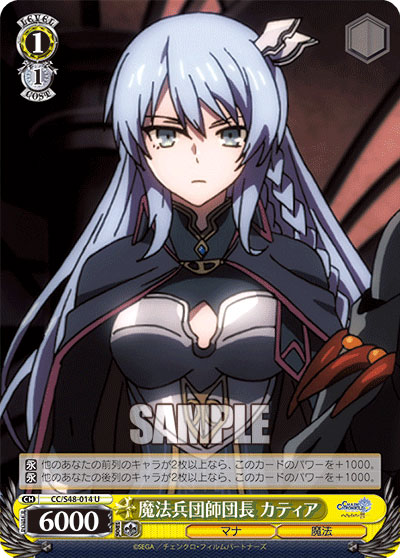 LEVEL
1
1
COST
SAMPLE
永 他のあなたの前列のキャラが2枚以上なら、このカードのパワーを+1000。
永 他のあなたの後列のキャラが2枚以上なら、このカードのパワーを+1000。
CH CC/S48-014 U
POWER
6000
魔法兵団師団長 カティア
CHAIN CHRONICLE
マナ 魔法
©SEGA/チェンクロ・フィルムパートナーズ